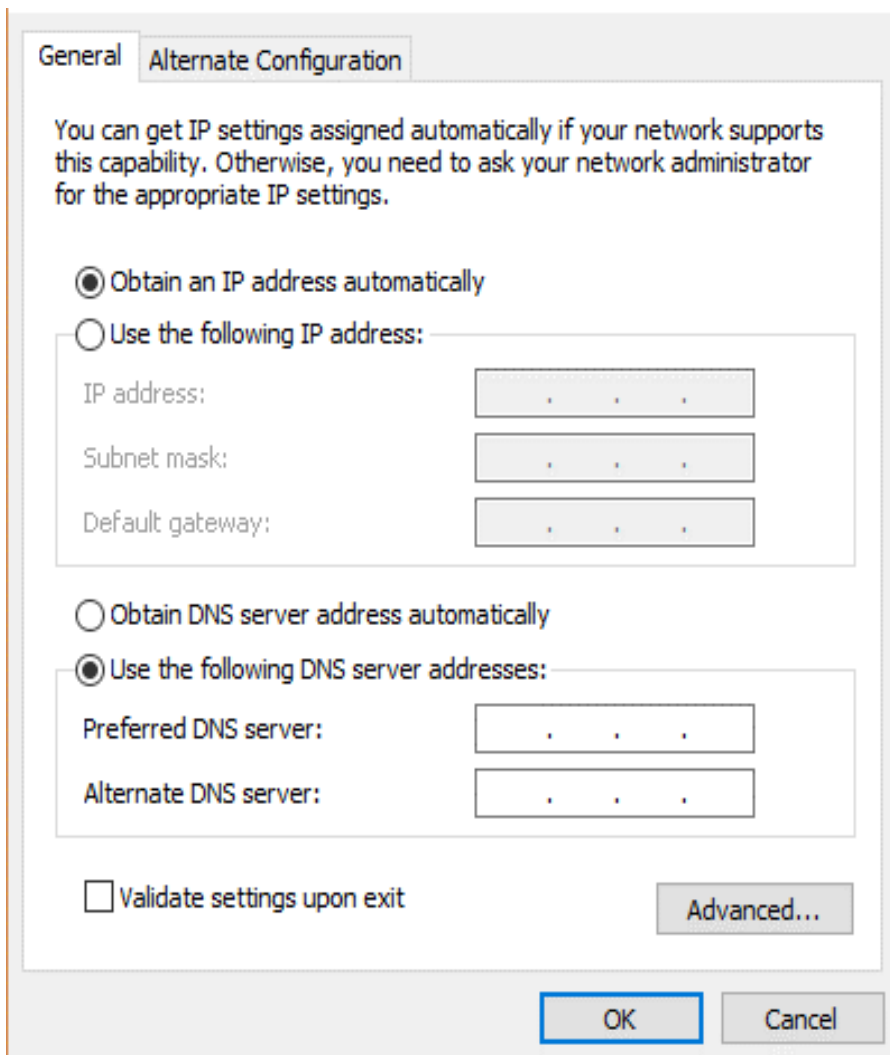 General
Alternate Configuration
You can get IP settings assigned automatically if your network supports
this capability. Otherwise, you need to ask your network administrator
for the appropriate IP settings.
Obtain an IP address automatically
Use the following IP address:
IP address:
. . .
Subnet mask:
. . .
Default gateway:
. . .
Obtain DNS server address automatically
Use the following DNS server addresses:
Preferred DNS server:
. . .
Alternate DNS server:
. . .
Validate settings upon exit
Advanced...
OK
Cancel